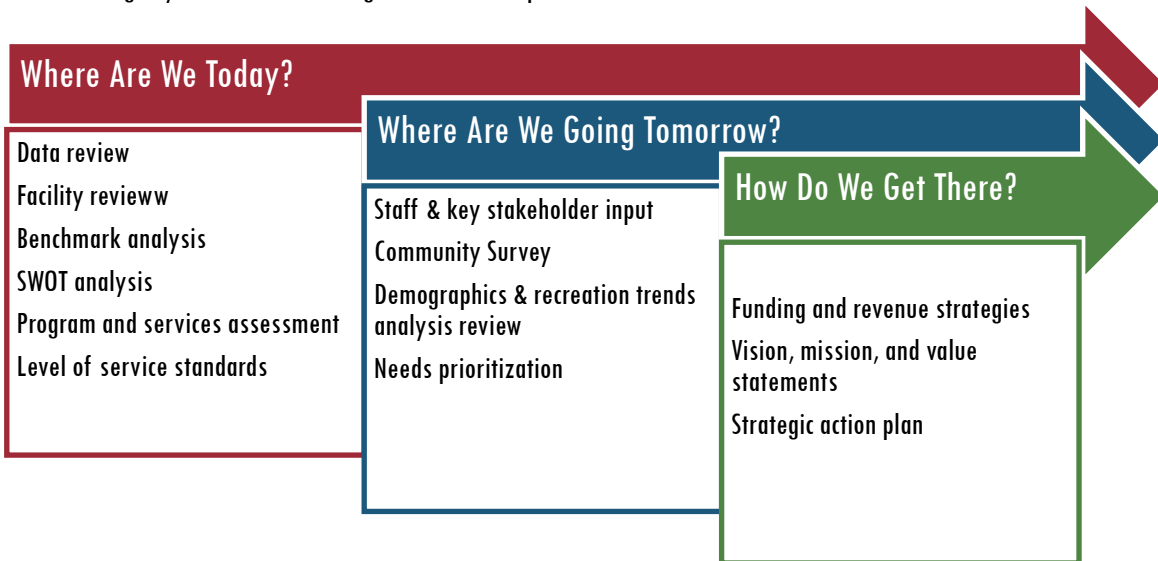 Where Are We Today?
Data review
Facility revieww
Benchmark analysis
SWOT analysis
Program and services assessment
Level of service standards
Where Are We Going Tomorrow?
Staff & key stakeholder input
Community Survey
Demographics & recreation trends
analysis review
Needs prioritization
How Do We Get There?
Funding and revenue strategies
Vision, mission, and value
statements
Strategic action plan